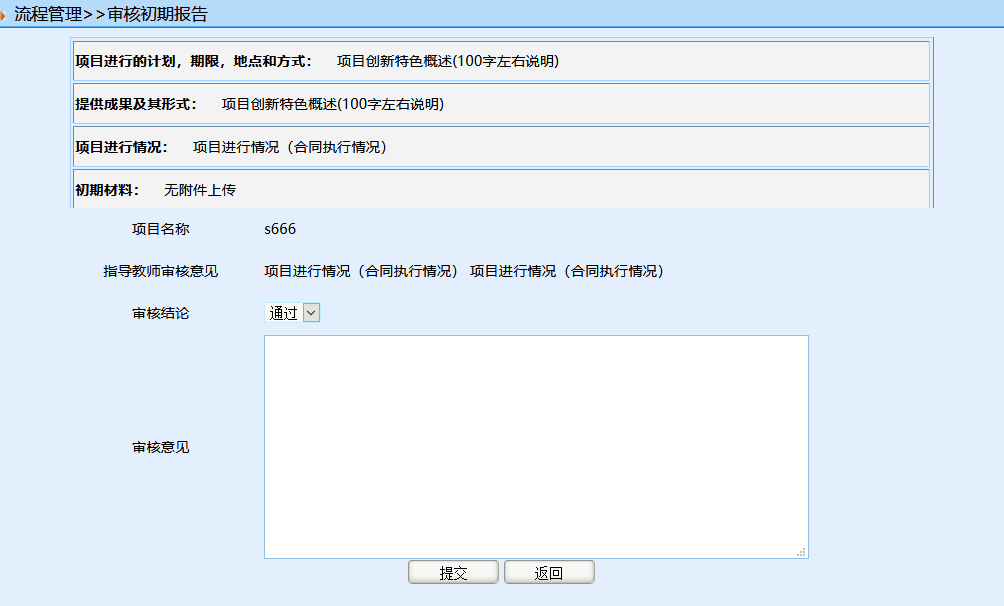 流程管理>>审核初期报告
项目进行的计划，期限，地点和方式： 项目创新特色概述(100字左右说明)
提供成果及其形式： 项目创新特色概述(100字左右说明)
项目进行情况： 项目进行情况（合同执行情况）
初期材料： 无附件上传
项目名称 s666
指导教师审核意见 项目进行情况（合同执行情况） 项目进行情况（合同执行情况）
审核结论 通过
审核意见
提交 返回